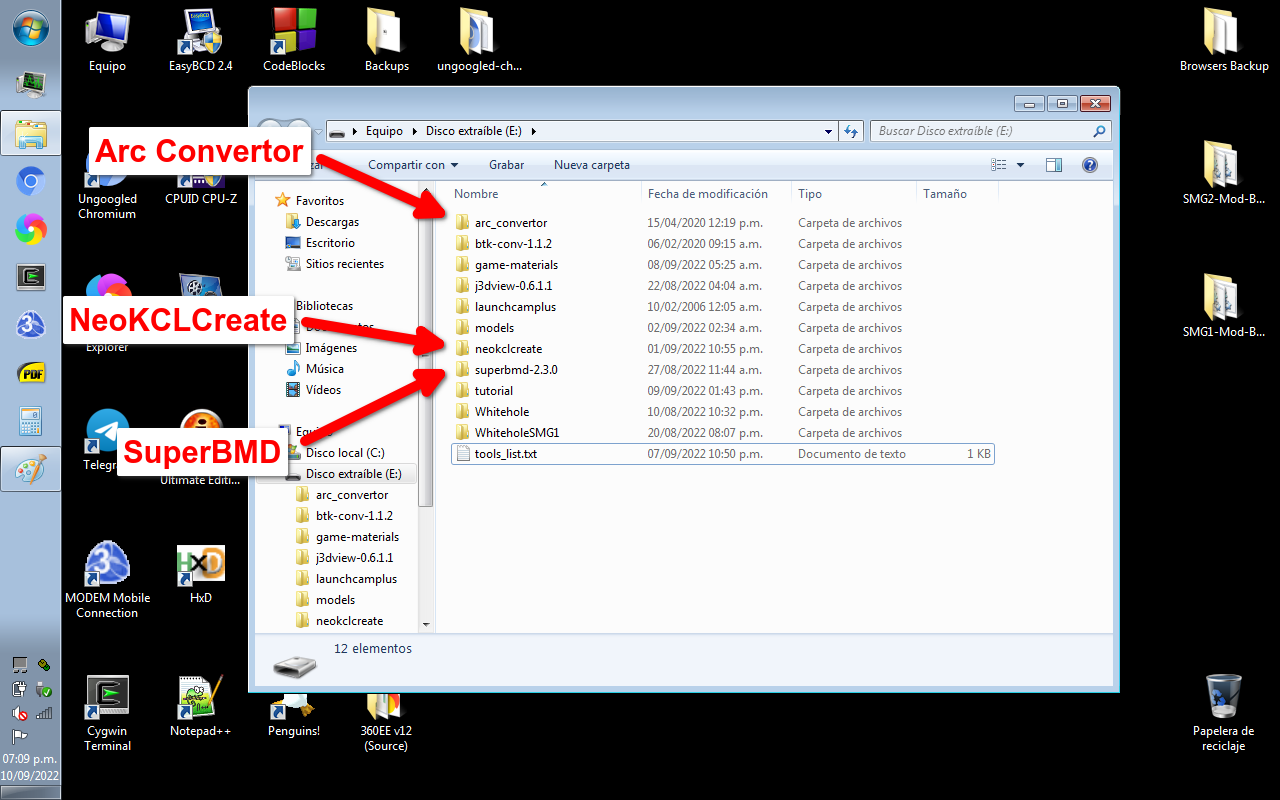 Equipo
EasyBCD 2.4
CodeBlocks
Backups
ungoogled-ch...
Browsers Backup
Equipo
Disco extraíble (E:)
Buscar Disco extraíble (E:)
Arc Convertor
Compartir con
Grabar
Nueva carpeta
Ungoogled
Chromium
CPUID CPU-Z
SMG2-Mod-B...
Favoritos
Descargas
Escritorio
Sitios recientes
Bibliotecas
Imágenes
Música
Vídeos
Disco local (C:)
Disco extraíble (E:)
arc_convertor
btk-conv-1.1.2
game-materials
j3dview-0.6.1.1
launchcamplus
models
neokclcreate
Nombre Fecha de modificación Tipo Tamaño
arc_convertor 15/04/2020 12:19 p.m. Carpeta de archivos
btk-conv-1.1.2 06/02/2020 09:15 a.m. Carpeta de archivos
game-materials 08/09/2022 05:25 a.m. Carpeta de archivos
j3dview-0.6.1.1 22/08/2022 04:04 a.m. Carpeta de archivos
launchcamplus 10/02/2006 12:05 a.m. Carpeta de archivos
models 02/09/2022 02:34 a.m. Carpeta de archivos
neokclcreate 01/09/2022 10:55 p.m. Carpeta de archivos
superbmd-2.3.0 27/08/2022 11:44 a.m. Carpeta de archivos
tutorial 09/09/2022 01:43 p.m. Carpeta de archivos
Whitehole 10/08/2022 10:32 p.m. Carpeta de archivos
WhiteholeSMG1 20/08/2022 08:07 p.m. Carpeta de archivos
tools_list.txt 07/09/2022 10:50 p.m. Documento de texto 1 KB
12 elementos
NeoKCLCreate
Explorer
SMG1-Mod-B...
PDF
SuperBMD
Ultimate Editi...
MODEM Mobile
Connection
HxD
HxD
Cygwin
Terminal
Notepad++
Penguins!
360EE v12
(Source)
Papelera de
reciclaje
07:09 p.m.
10/09/2022